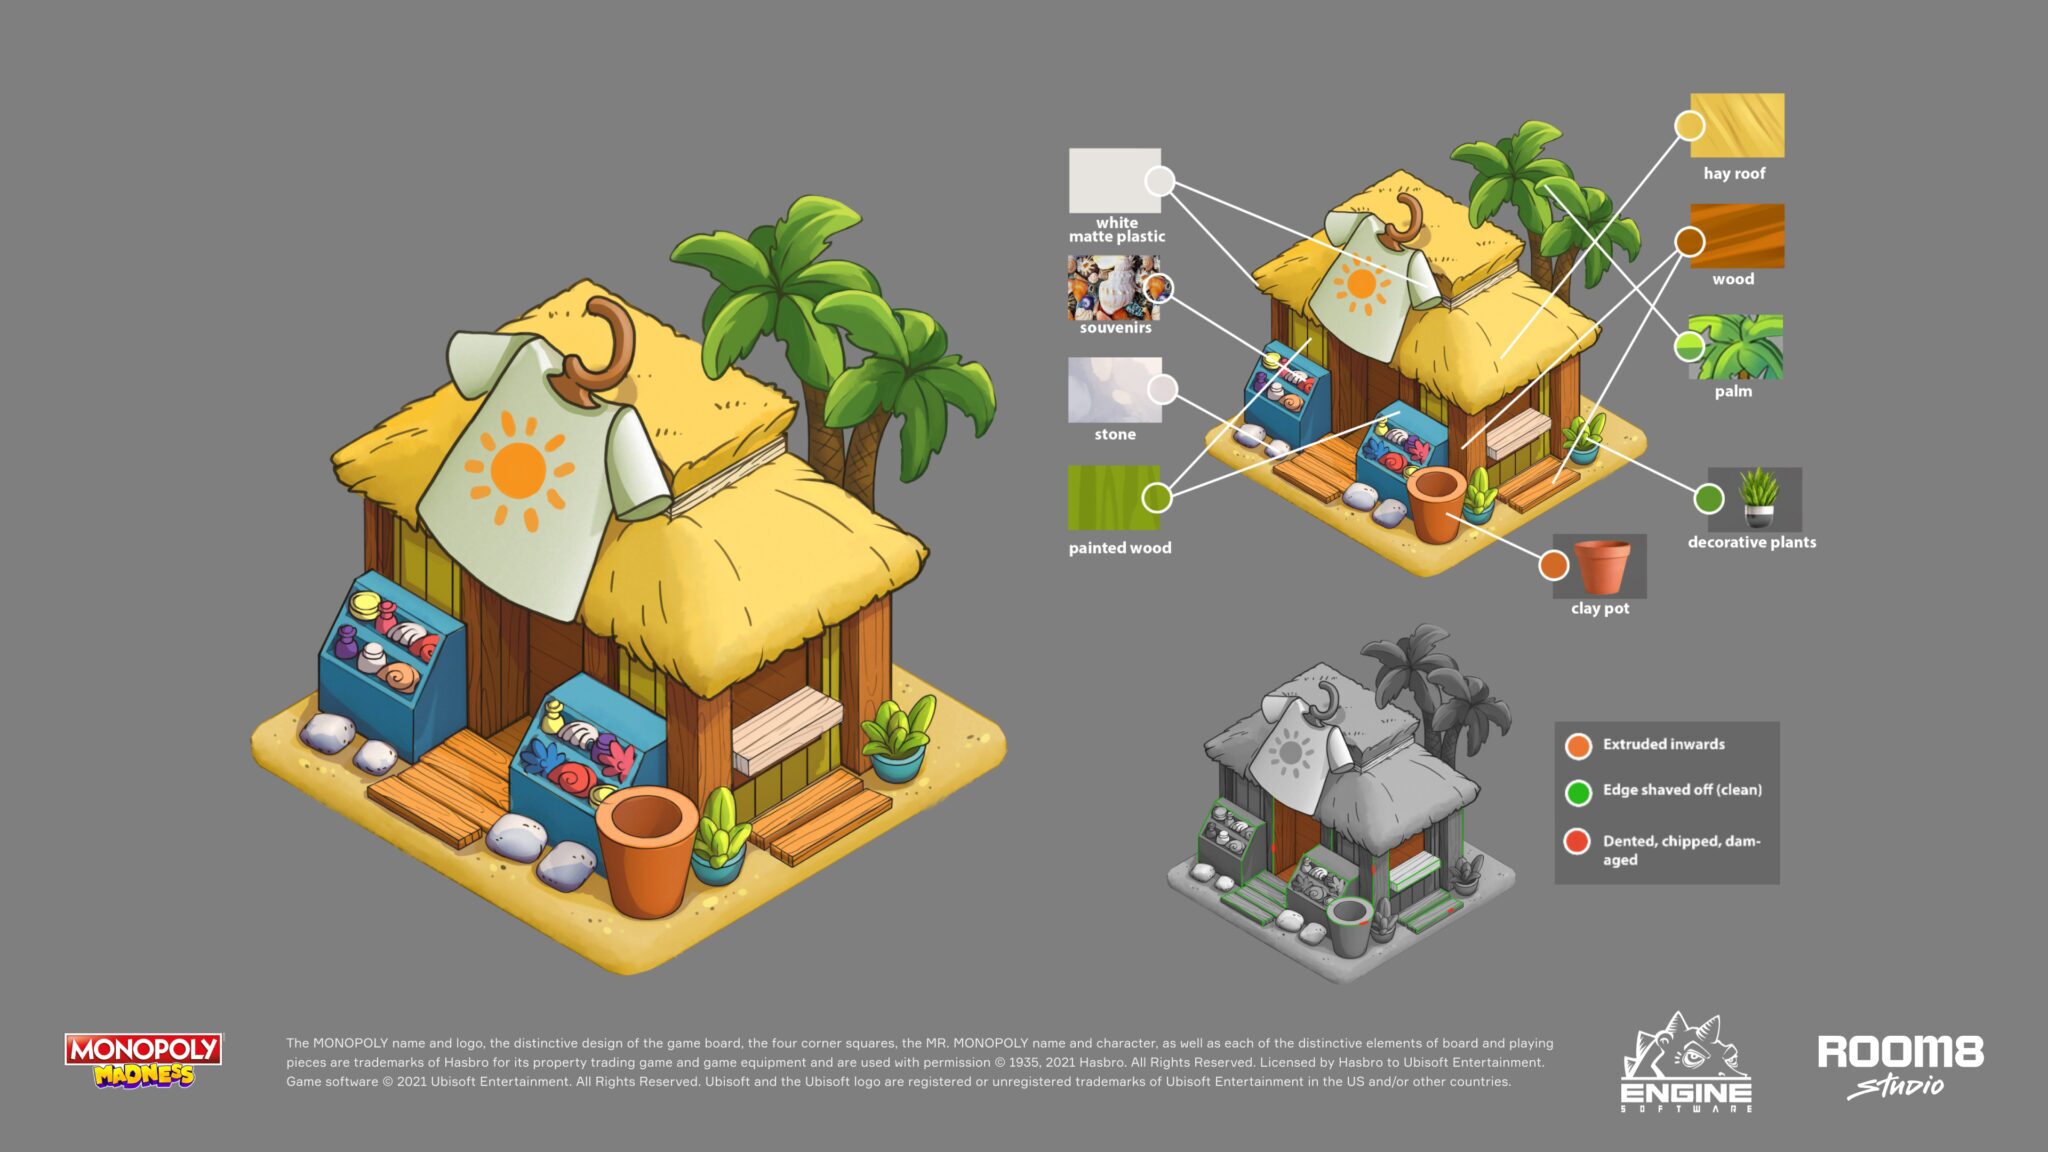 white
matte plastic
souvenirs
stone
painted wood
hay roof
wood
palm
decorative plants
clay pot
Extruded inwards
Edge shaved off (clean)
Dented, chipped, dam-
aged
MONOPOLY
MADNESS
The MONOPOLY name and logo, the distinctive design of the game board, the four corner squares, the MR. MONOPOLY name and character, as well as each of the distinctive elements of board and playing
pieces are trademarks of Hasbro for its property trading game and game equipment and are used with permission © 1935, 2021 Hasbro. All Rights Reserved. Licensed by Hasbro to Ubisoft Entertainment.
Game software © 2021 Ubisoft Entertainment. All Rights Reserved. Ubisoft and the Ubisoft logo are registered or unregistered trademarks of Ubisoft Entertainment in the US and/or other countries.
ENGINE
SOFTWARE
ROOM8
STUDIO